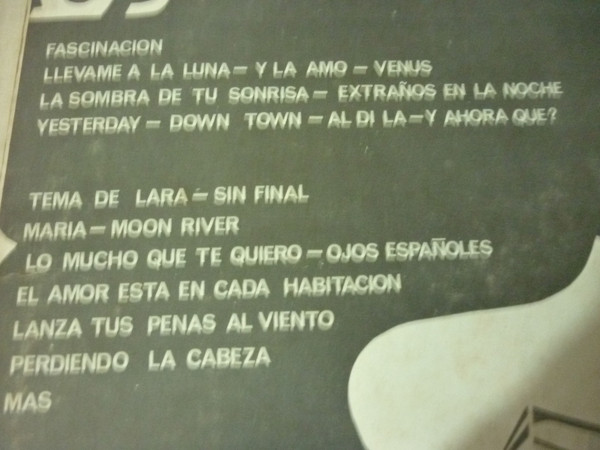 FASCINACION
LLEVAME A LA LUNA - Y LA AMO - VENUS
LA SOMBRA DE TU SONRISA - EXTRAÑOS EN LA NOCHE
YESTERDAY - DOWN TOWN - AL DI LA - Y AHORA QUE?
TEMA DE LARA - SIN FINAL
MARIA - MOON RIVER
LO MUCHO QUE TE QUIERO - OJOS ESPAÑOLES
EL AMOR ESTA EN CADA HABITACION
LANZA TUS PENAS AL VIENTO
PERDIENDO LA CABEZA
MAS